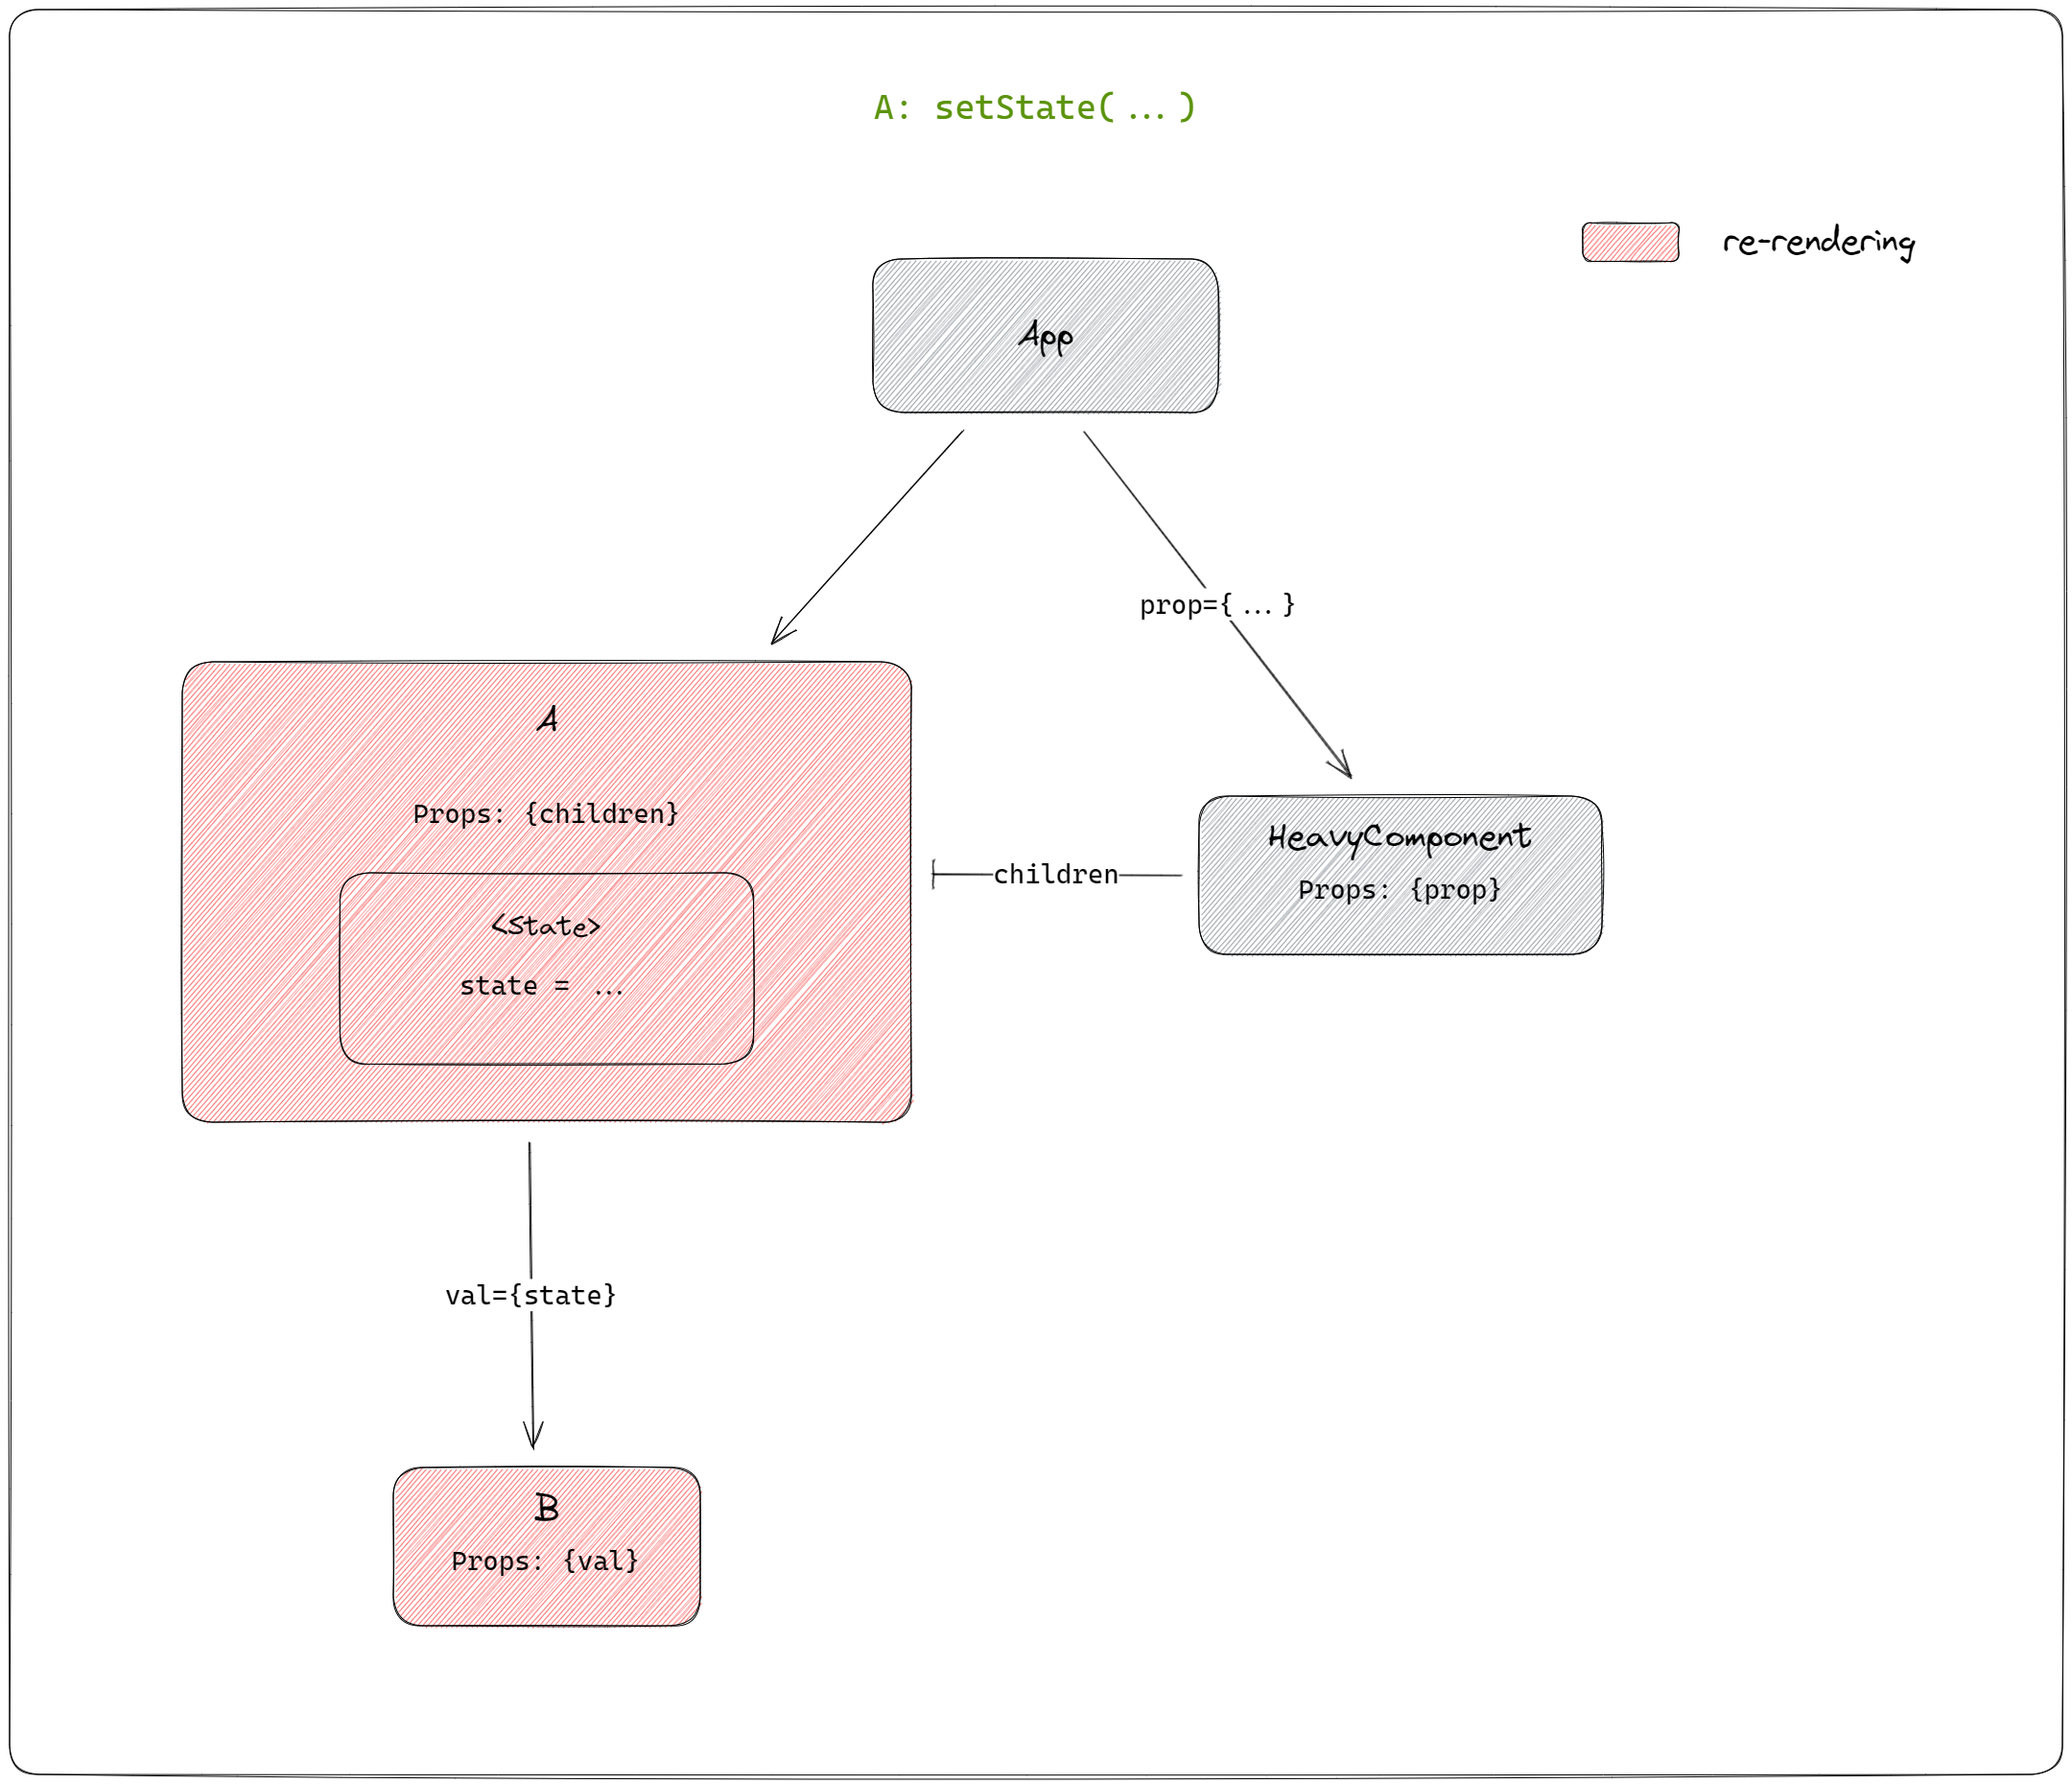 A: setState(...)
re-rendering
App
prop={...}
A
Props: {children}
HeavyComponent
children
Props: {prop}
<State>
state = ...
val={state}
B
Props: {val}